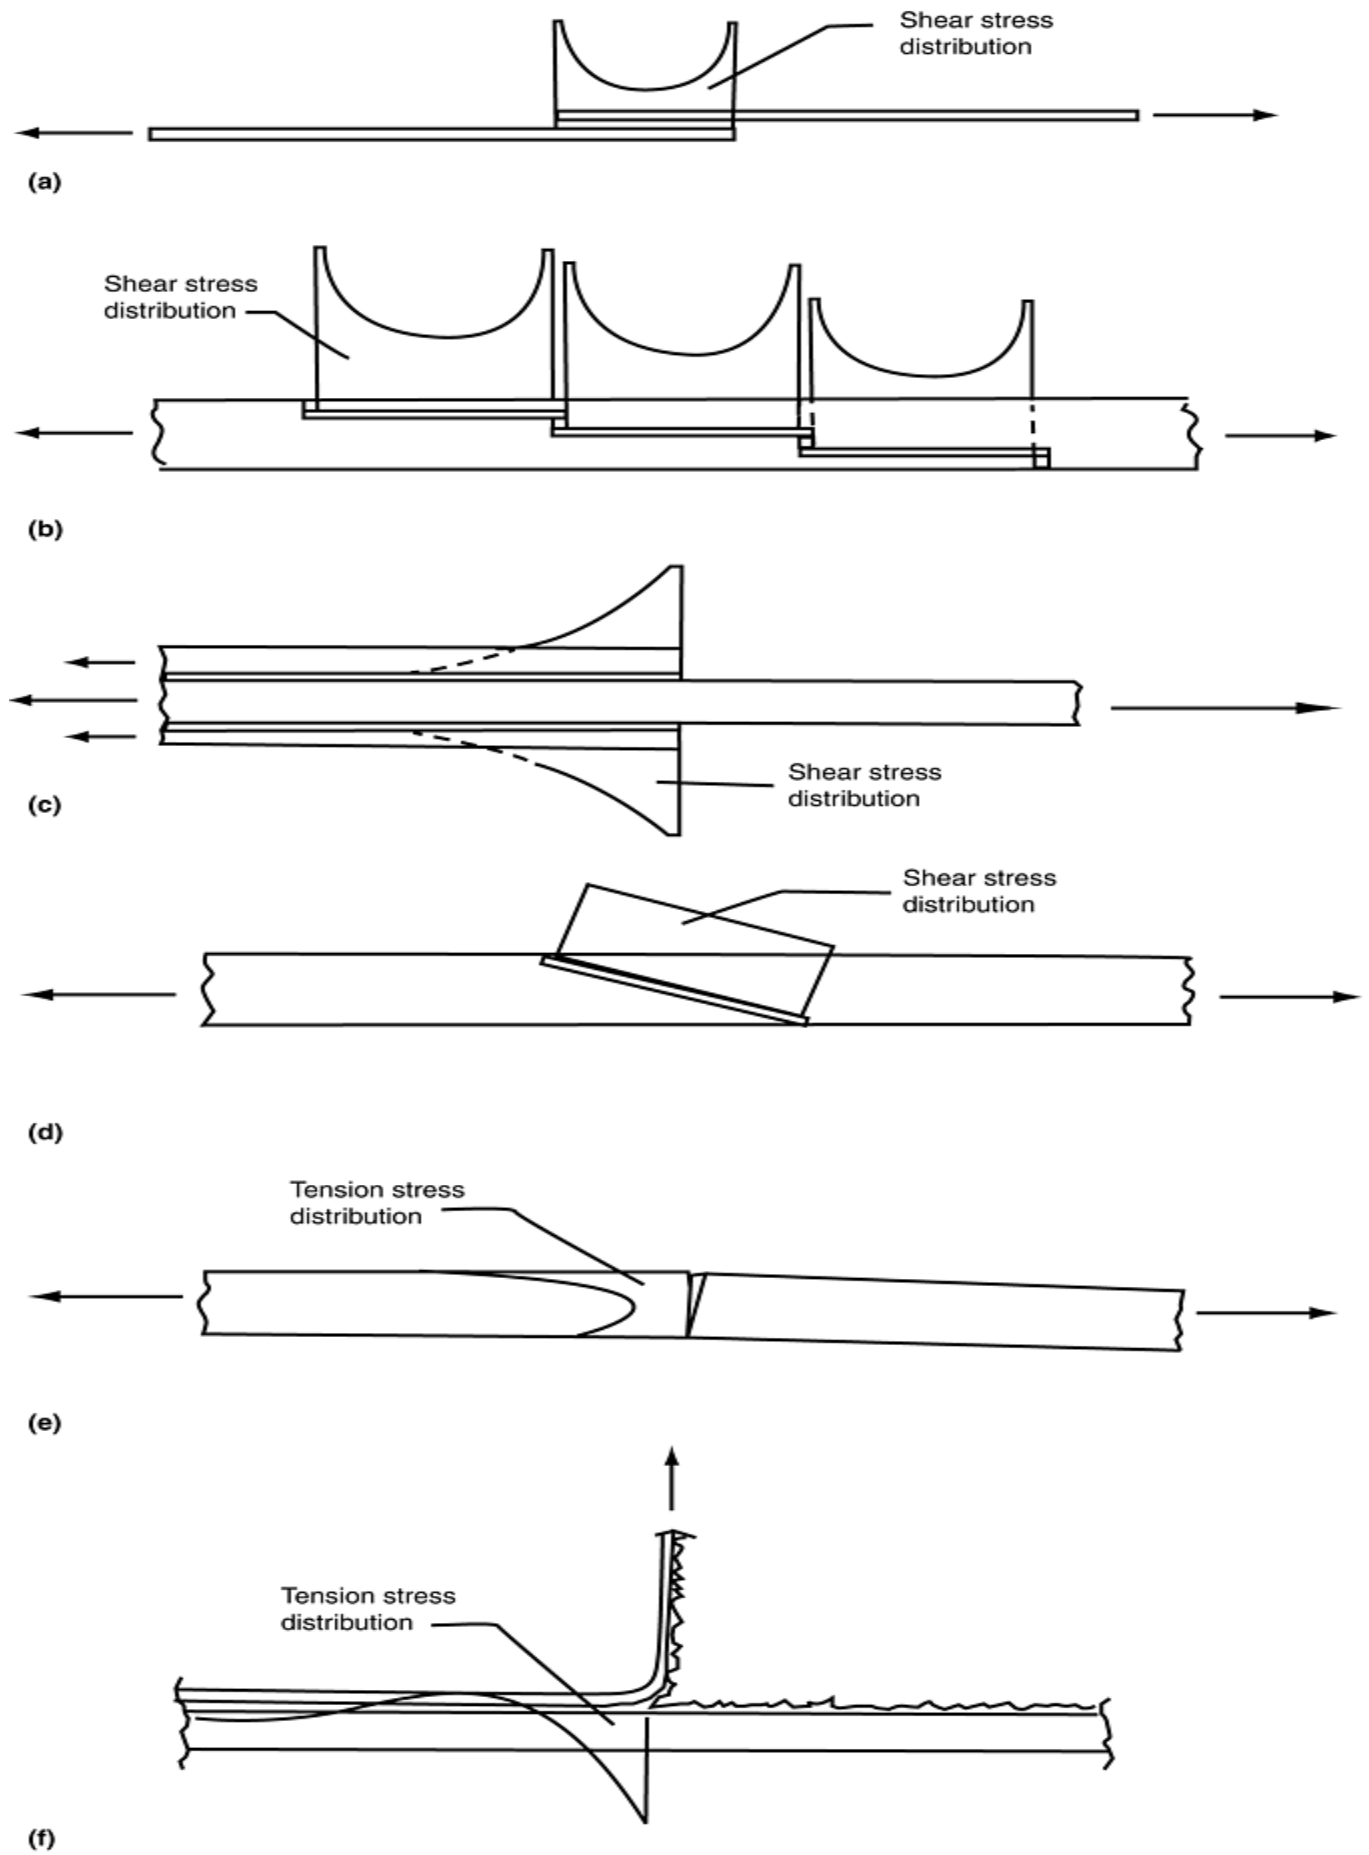 Shear stress
distribution
(a)
Shear stress
distribution
(b)
Shear stress
distribution
(c)
Shear stress
distribution
(d)
Tension stress
distribution
(e)
Tension stress
distribution
(f)